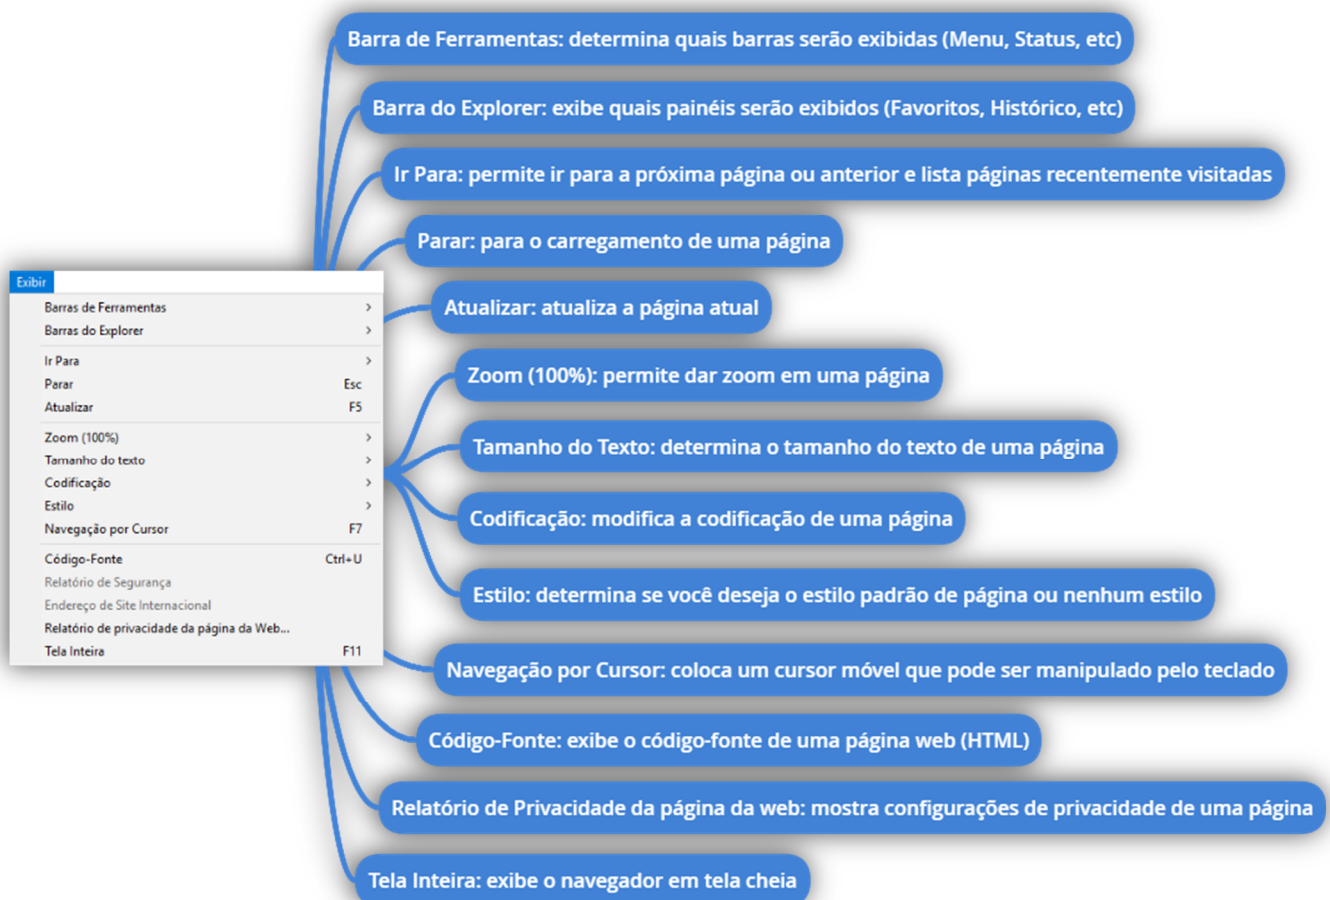 Barra de Ferramentas: determina quais barras serão exibidas (Menu, Status, etc)
Barra do Explorer: exibe quais painéis serão exibidos (Favoritos, Histórico, etc)
Ir Para: permite ir para a próxima página ou anterior e lista páginas recentemente visitadas
Parar: para o carregamento de uma página
Atualizar: atualiza a página atual
Zoom (100%): permite dar zoom em uma página
Tamanho do Texto: determina o tamanho do texto de uma página
Codificação: modifica a codificação de uma página
Estilo: determina se você deseja o estilo padrão de página ou nenhum estilo
Navegação por Cursor: coloca um cursor móvel que pode ser manipulado pelo teclado
Código-Fonte: exibe o código-fonte de uma página web (HTML)
Relatório de Privacidade da página da web: mostra configurações de privacidade de uma página
Tela Inteira: exibe o navegador em tela cheia
Exibir
Barras de Ferramentas >
Barras do Explorer >
Ir Para >
Parar Esc
Atualizar F5
Zoom (100%) >
Tamanho do texto >
Codificação >
Estilo >
Navegação por Cursor F7
Código-Fonte Ctrl+U
Relatório de Segurança
Endereço de Site Internacional
Relatório de privacidade da página da Web...
Tela Inteira F11